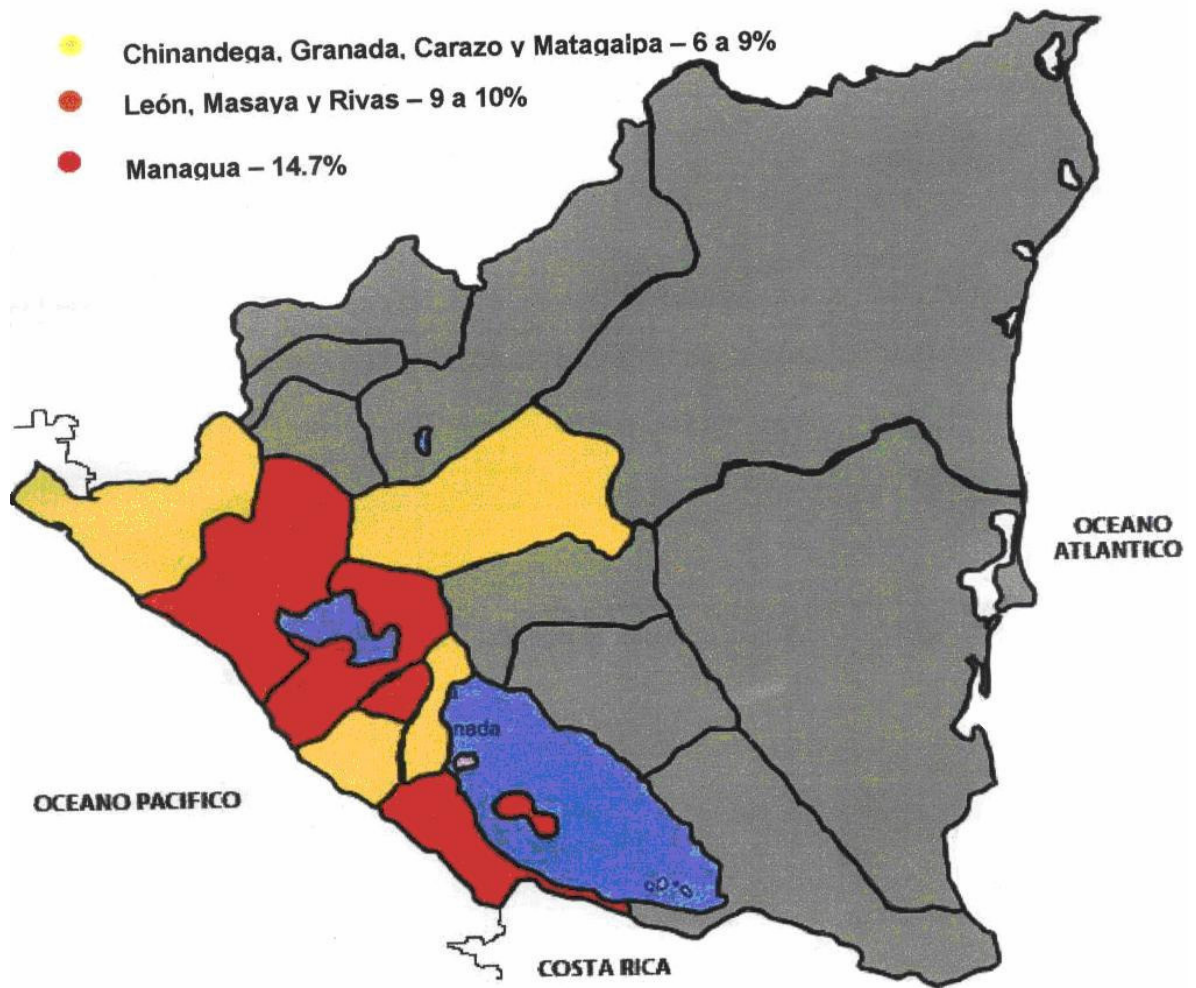 Chinandega, Granada, Carazo y Matagalpa – 6 a 9%
León, Masaya y Rivas – 9 a 10%
Managua – 14.7%
OCEANO
ATLANTICO
nada
OCEANO PACIFICO
COSTA RICA